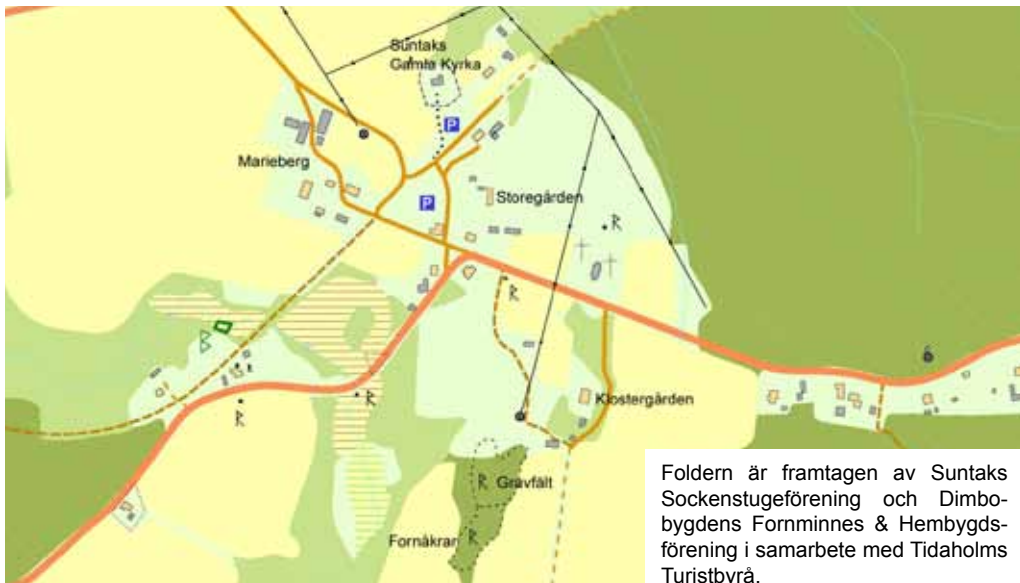 Suntaks
Gamla Kyrka
P
Marieberg
P
Storegården
R
R
R
R
R
Klostergården
R
Gravfält
Fornåkrar
R
Foldern är framtagen av Suntaks
Sockenstugeförening och Dimbo-
bygdens Fornminnes & Hembygds-
förening i samarbete med Tidaholms
Turistbyrå.